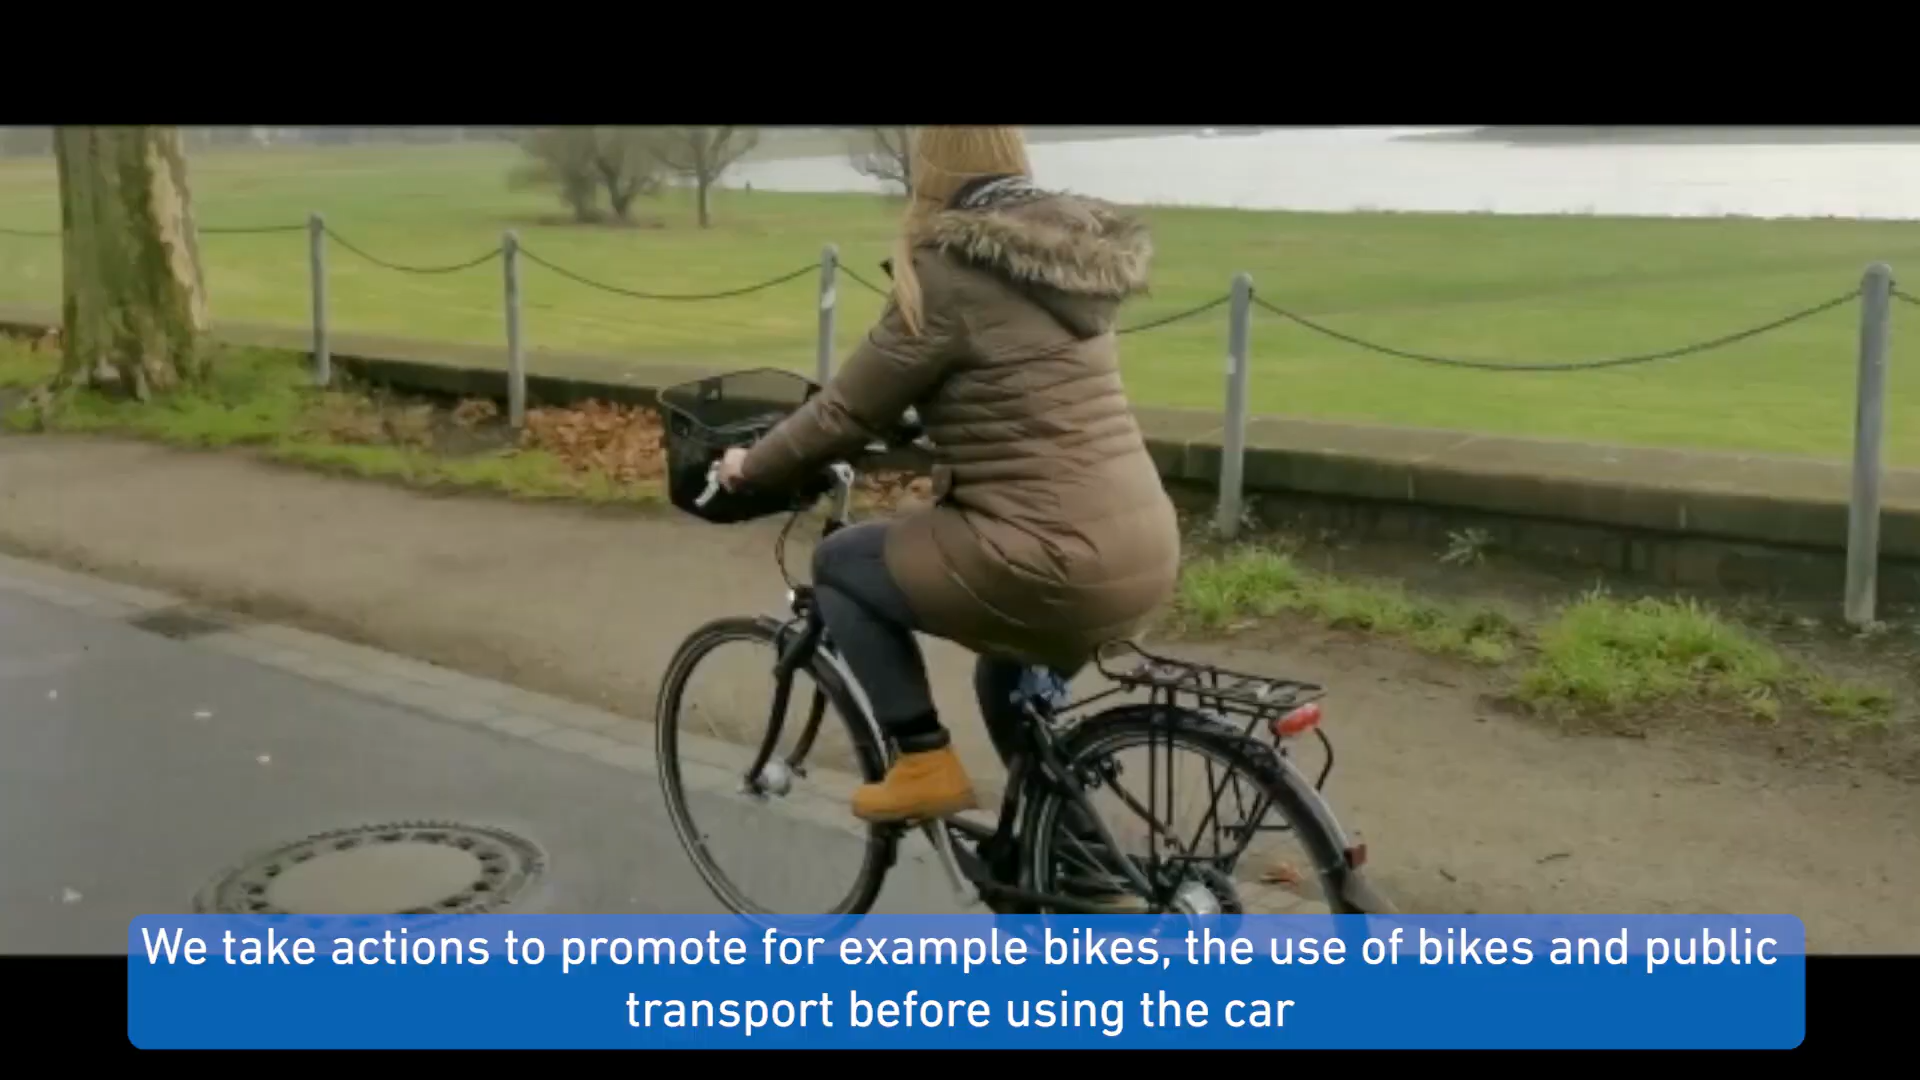 We take actions to promote for example bikes, the use of bikes and public
transport before using the car